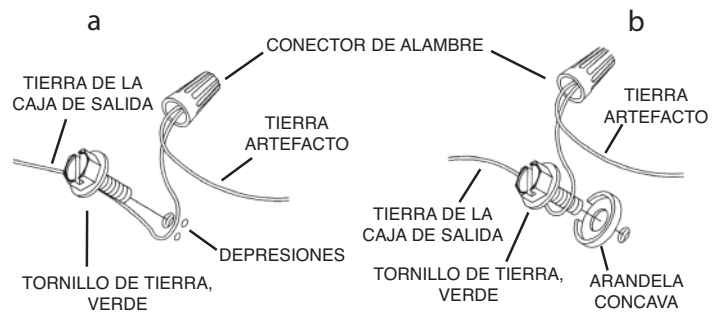 a
b
CONECTOR DE ALAMBRE
TIERRA DE LA
CAJA DE SALIDA
TIERRA
ARTEFACTO
DEPRESIONES
TORNILLO DE TIERRA,
VERDE
TIERRA
ARTEFACTO
TIERRA DE LA
CAJA DE SALIDA
TORNILLO DE TIERRA,
VERDE
ARANDELA
CONCAVA